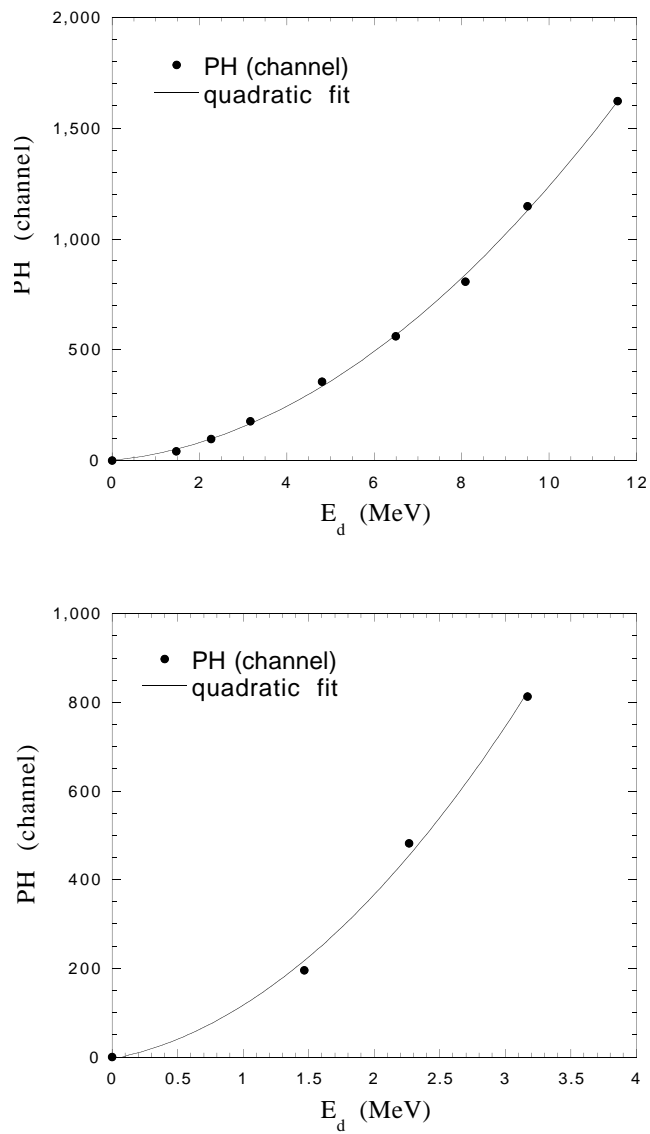 2,000
PH (channel)
quadratic fit
1,500
1,000
500
0
PH (channel)
0 2 4 6 8 10 12
E_d (MeV)
1,000
PH (channel)
quadratic fit
800
600
400
200
0
PH (channel)
0 0.5 1 1.5 2 2.5 3 3.5 4
E_d (MeV)